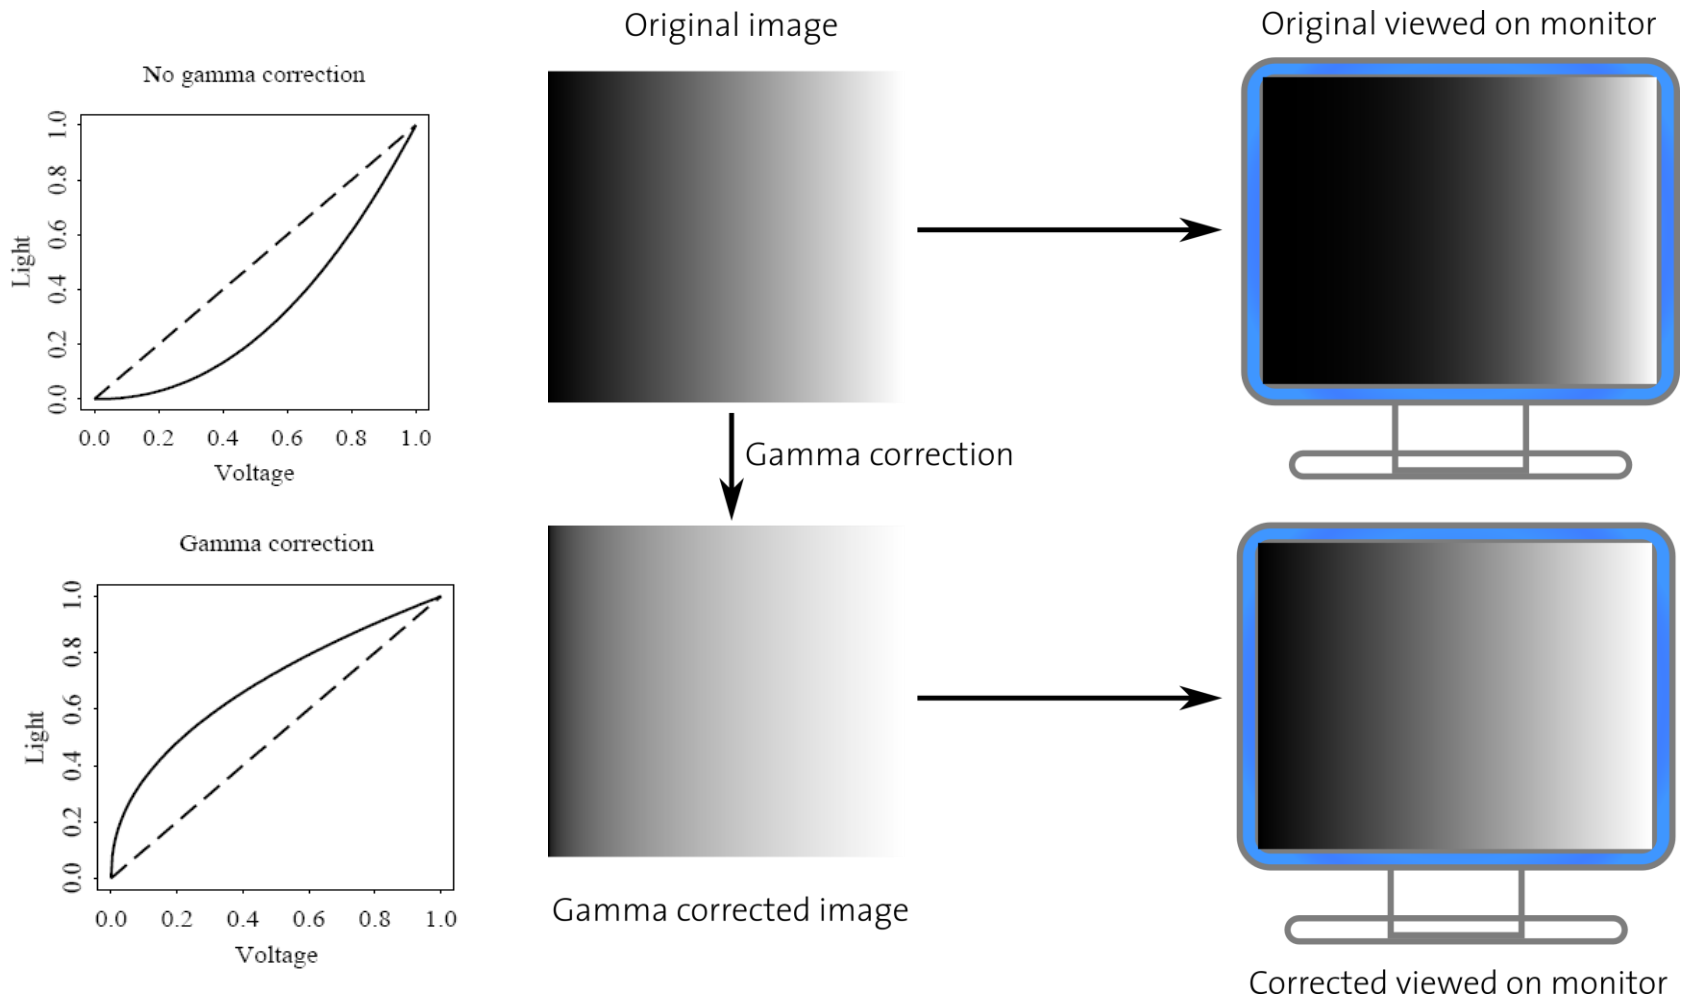 Original image
Original viewed on monitor
No gamma correction
1.0
0.8
0.6
0.4
0.2
0.0
Light
0.0 0.2 0.4 0.6 0.8 1.0
Voltage
Gamma correction
Gamma correction
1.0
0.8
0.6
0.4
0.2
0.0
Light
0.0 0.2 0.4 0.6 0.8 1.0
Voltage
Gamma corrected image
Corrected viewed on monitor